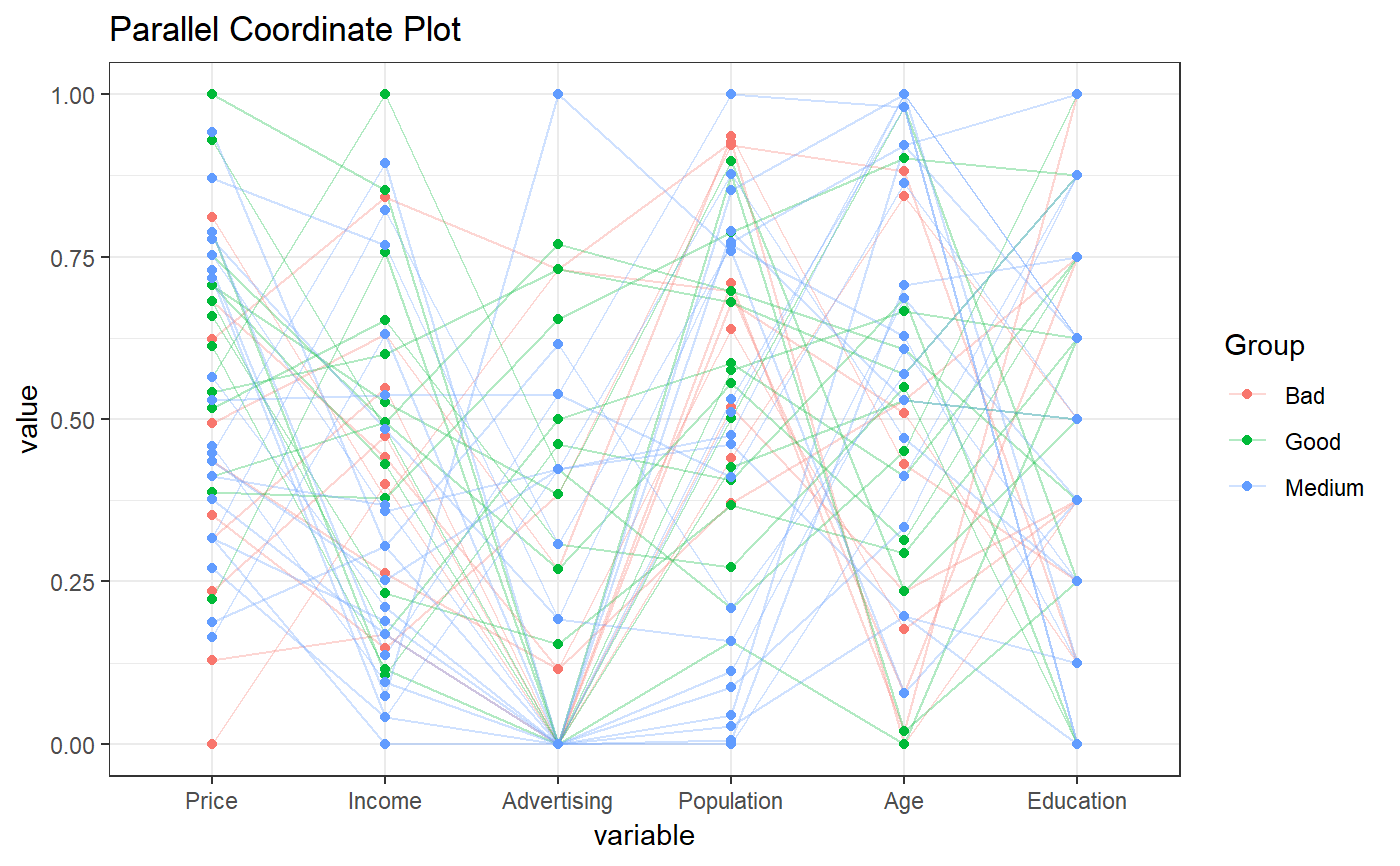 Parallel Coordinate Plot
1.00
0.75
0.50
0.25
0.00
value
Price Income Advertising Population Age Education
variable
Group
Bad
Good
Medium